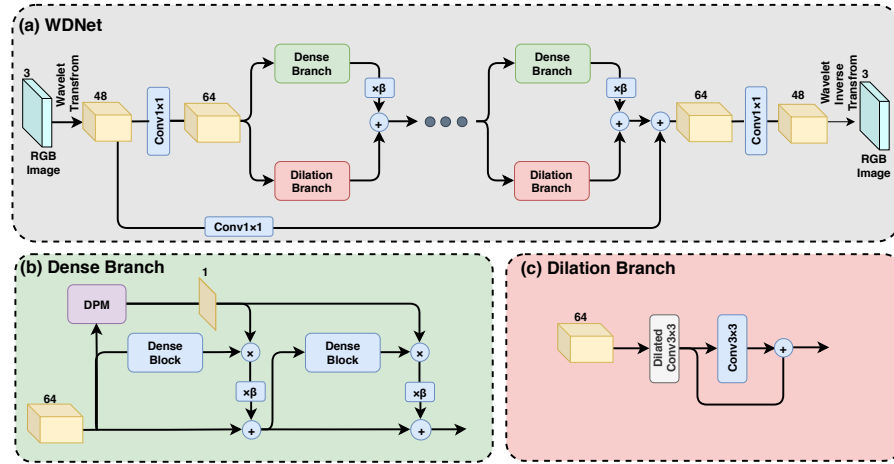 (a) WDNet
3
Wavelet
Transfrom
48
Conv1×1
64
Dense
Branch
×β
+
Dilation
Branch
Dense
Branch
×β
+
+
Dilation
Branch
64
Conv1×1
48
Wavelet
Inverse
Transfrom
3
RGB
Image
RGB
Image
Conv1×1
(b) Dense Branch
1
DPM
Dense
Block
×
Dense
Block
×
×β
×β
64
+
+
(c) Dilation Branch
64
Dilated
Conv3×3
Conv3×3
+